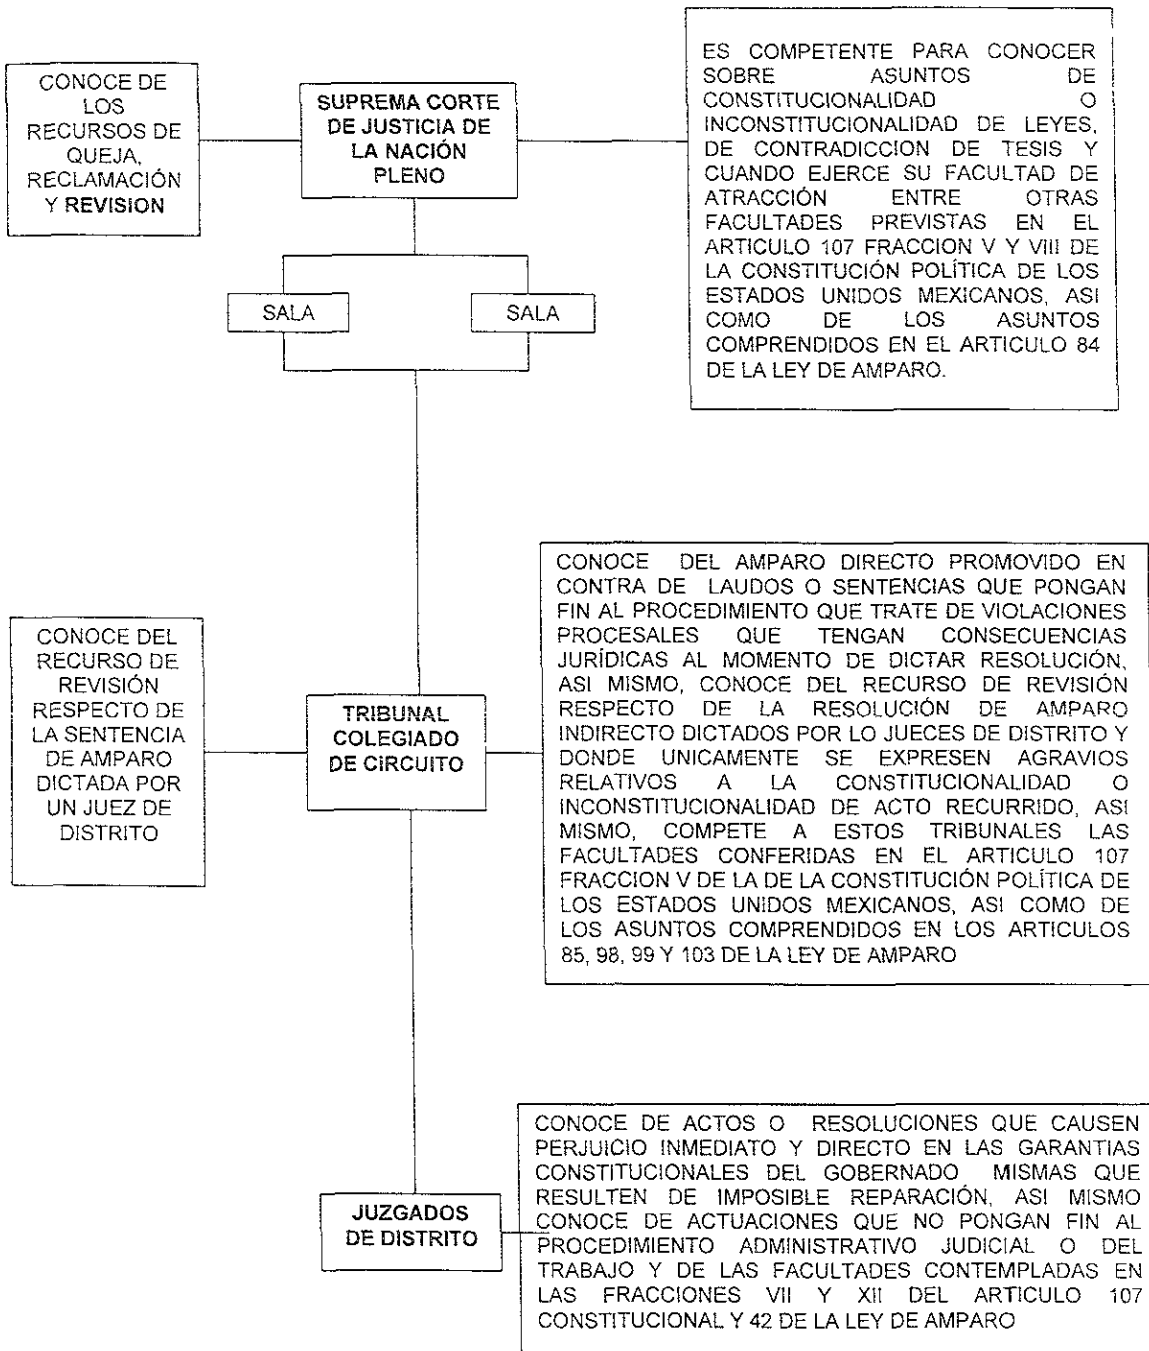 CONOCE DE
LOS
RECURSOS DE
QUEJA,
RECLAMACIÓN
Y REVISION
SUPREMA CORTE
DE JUSTICIA DE
LA NACIÓN
PLENO
ES COMPETENTE PARA CONOCER
SOBRE ASUNTOS DE
CONSTITUCIONALIDAD O
INCONSTITUCIONALIDAD DE LEYES,
DE CONTRADICCION DE TESIS Y
CUANDO EJERCE SU FACULTAD DE
ATRACCIÓN ENTRE OTRAS
FACULTADES PREVISTAS EN EL
ARTICULO 107 FRACCION V Y VIII DE
LA CONSTITUCIÓN POLÍTICA DE LOS
ESTADOS UNIDOS MEXICANOS, ASI
COMO DE LOS ASUNTOS
COMPRENDIDOS EN EL ARTICULO 84
DE LA LEY DE AMPARO.
SALA
SALA
CONOCE DEL
RECURSO DE
REVISIÓN
RESPECTO DE
LA SENTENCIA
DE AMPARO
DICTADA POR
UN JUEZ DE
DISTRITO
TRIBUNAL
COLEGIADO
DE CIRCUITO
CONOCE DEL AMPARO DIRECTO PROMOVIDO EN
CONTRA DE LAUDOS O SENTENCIAS QUE PONGAN
FIN AL PROCEDIMIENTO QUE TRATE DE VIOLACIONES
PROCESALES QUE TENGAN CONSECUENCIAS
JURÍDICAS AL MOMENTO DE DICTAR RESOLUCIÓN,
ASI MISMO, CONOCE DEL RECURSO DE REVISIÓN
RESPECTO DE LA RESOLUCIÓN DE AMPARO
INDIRECTO DICTADOS POR LO JUECES DE DISTRITO Y
DONDE UNICAMENTE SE EXPRESEN AGRAVIOS
RELATIVOS A LA CONSTITUCIONALIDAD O
INCONSTITUCIONALIDAD DE ACTO RECURRIDO, ASI
MISMO, COMPETE A ESTOS TRIBUNALES LAS
FACULTADES CONFERIDAS EN EL ARTICULO 107
FRACCION V DE LA DE LA CONSTITUCIÓN POLÍTICA DE
LOS ESTADOS UNIDOS MEXICANOS, ASI COMO DE
LOS ASUNTOS COMPRENDIDOS EN LOS ARTICULOS
85, 98, 99 Y 103 DE LA LEY DE AMPARO
JUZGADOS
DE DISTRITO
CONOCE DE ACTOS O RESOLUCIONES QUE CAUSEN
PERJUICIO INMEDIATO Y DIRECTO EN LAS GARANTIAS
CONSTITUCIONALES DEL GOBERNADO MISMAS QUE
RESULTEN DE IMPOSIBLE REPARACIÓN, ASI MISMO
CONOCE DE ACTUACIONES QUE NO PONGAN FIN AL
PROCEDIMIENTO ADMINISTRATIVO JUDICIAL O DEL
TRABAJO Y DE LAS FACULTADES CONTEMPLADAS EN
LAS FRACCIONES VII Y XII DEL ARTICULO 107
CONSTITUCIONAL Y 42 DE LA LEY DE AMPARO